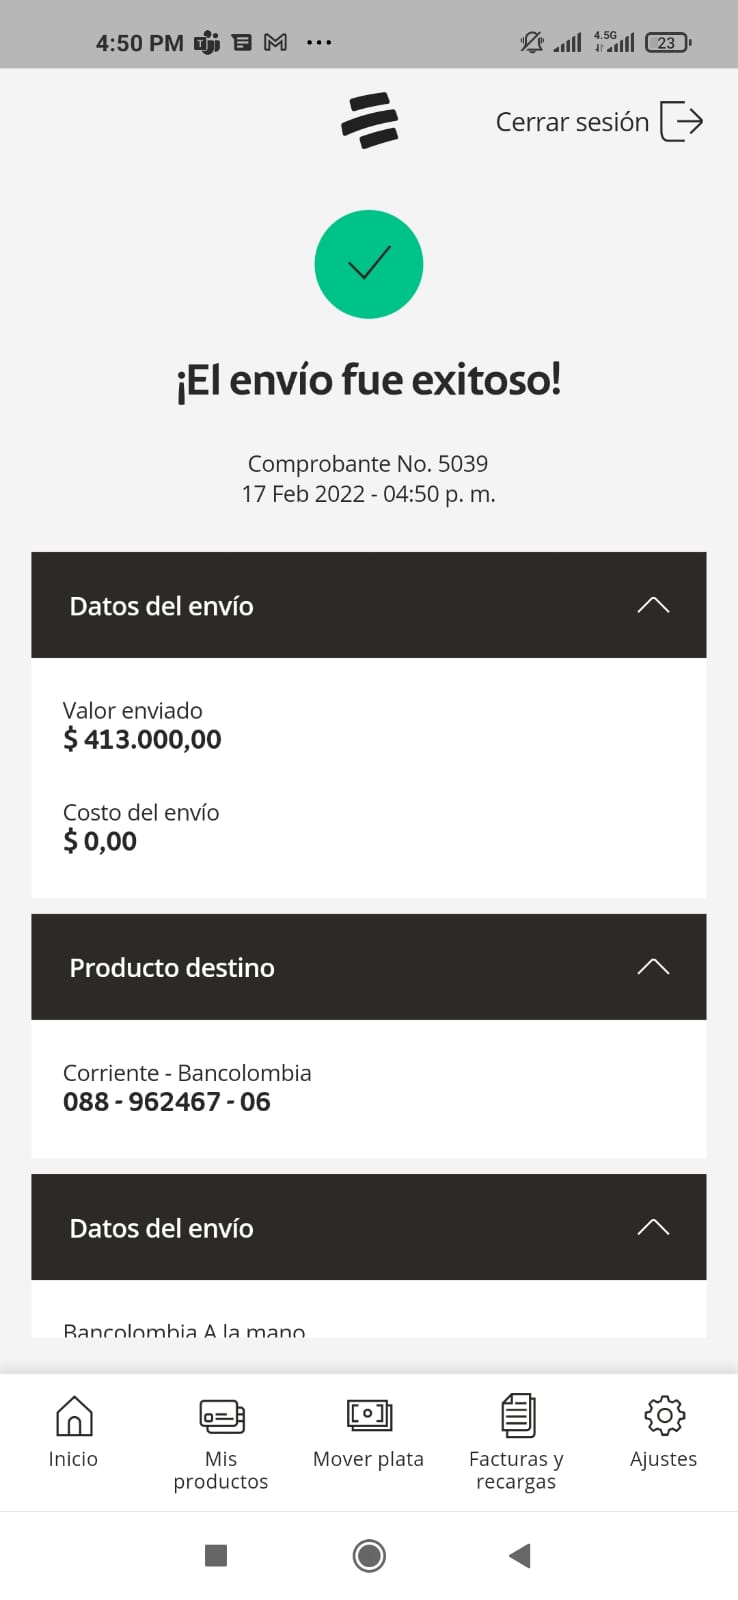 4:50 PM
4.5G
23
Cerrar sesión
¡El envío fue exitoso!
Comprobante No. 5039
17 Feb 2022 - 04:50 p. m.
Datos del envío
Valor enviado
$ 413.000,00
Costo del envío
$ 0,00
Producto destino
Corriente - Bancolombia
088 - 962467 - 06
Datos del envío
Bancolombia A la mano
Inicio
Mis productos
Mover plata
Facturas y recargas
Ajustes